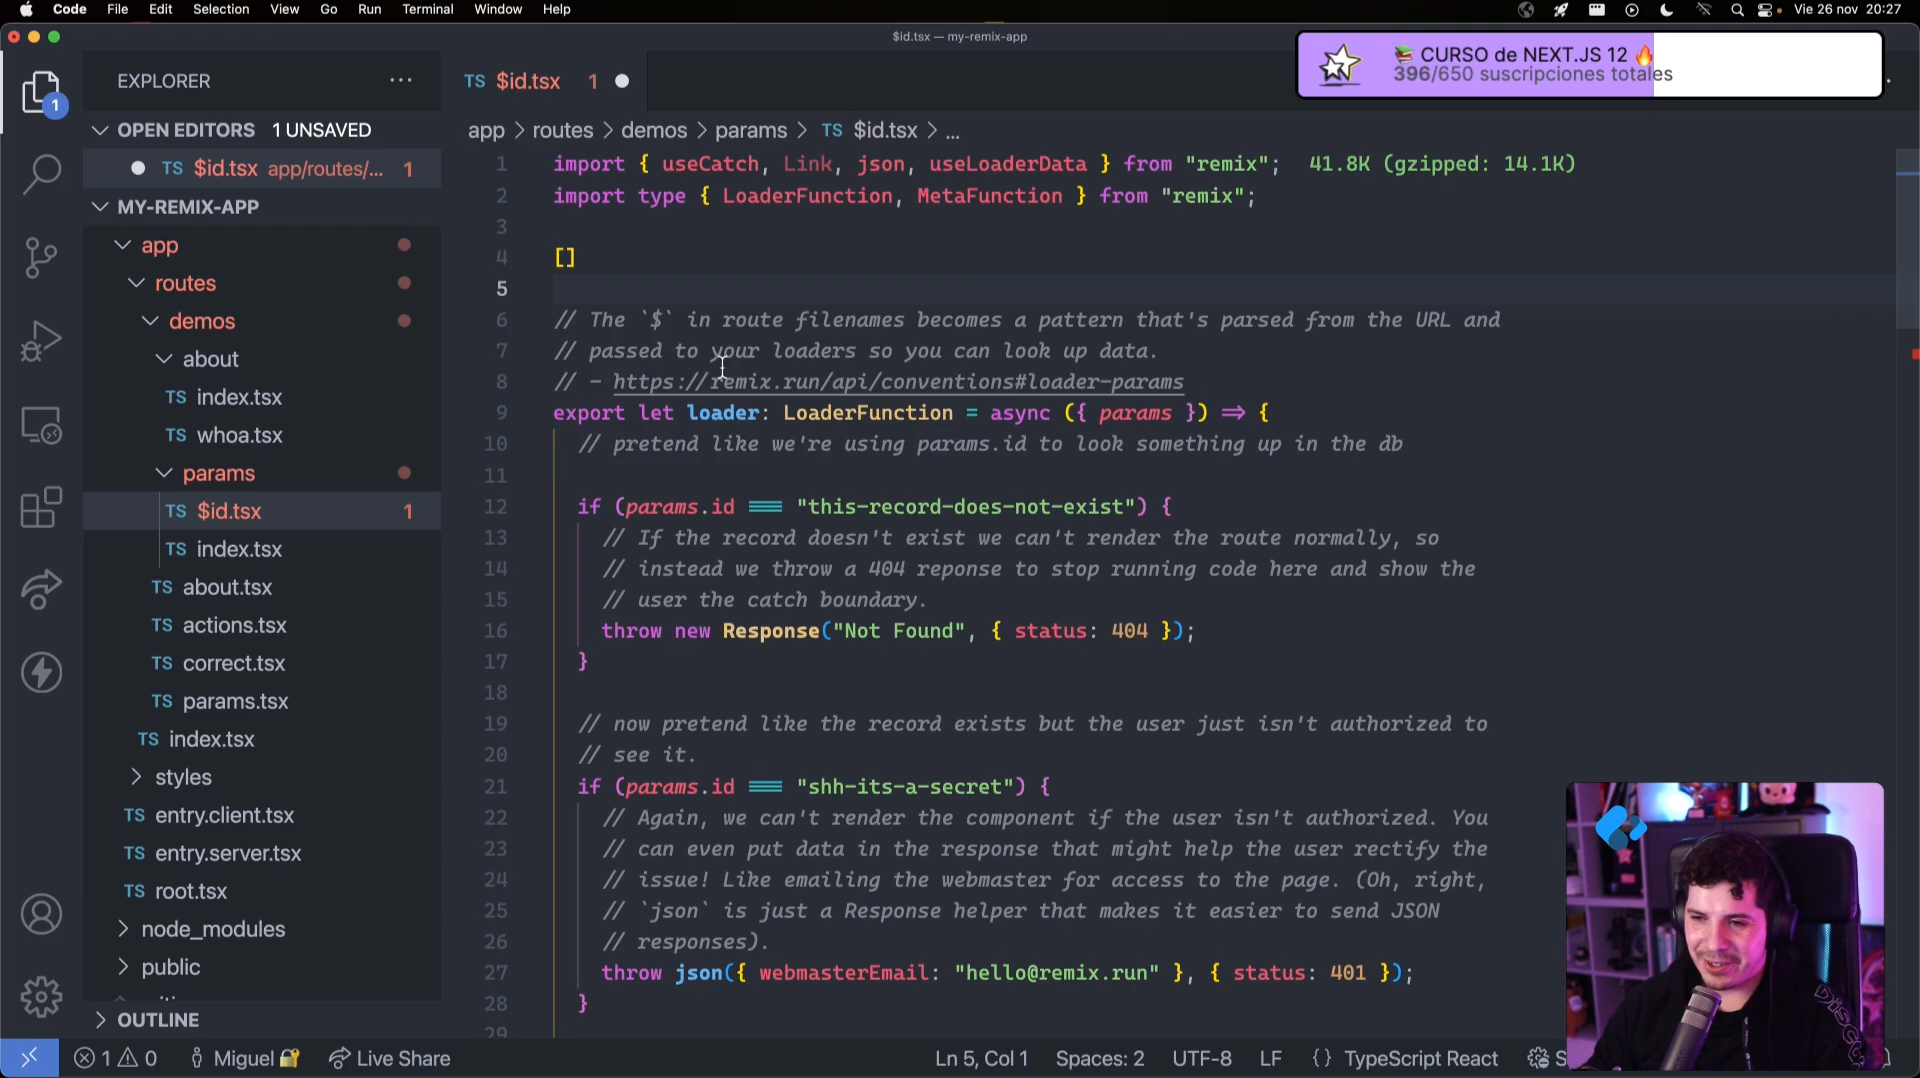 Code File Edit Selection View Go Run Terminal Window Help
Vie 26 nov 20:27
$id.tsx — my-remix-app
CURSO de NEXT.JS 12
396/650 suscripciones totales
EXPLORER
1
OPEN EDITORS 1 UNSAVED
TS $id.tsx app/routes/... 1
MY-REMIX-APP
app
routes
demos
about
TS index.tsx
TS whoa.tsx
params
TS $id.tsx 1
TS index.tsx
TS about.tsx
TS actions.tsx
TS correct.tsx
TS params.tsx
TS index.tsx
styles
TS entry.client.tsx
TS entry.server.tsx
TS root.tsx
node_modules
public
OUTLINE
TS $id.tsx 1
app > routes > demos > params > TS $id.tsx > ...
1 import { useCatch, Link, json, useLoaderData } from "remix"; 41.8K (gzipped: 14.1K)
2 import type { LoaderFunction, MetaFunction } from "remix";
3
4 []
5
6 // The `$` in route filenames becomes a pattern that's parsed from the URL and
7 // passed to your loaders so you can look up data.
8 // - https://remix.run/api/conventions#loader-params
9 export let loader: LoaderFunction = async ({ params }) => {
10 // pretend like we're using params.id to look something up in the db
11
12 if (params.id === "this-record-does-not-exist") {
13 // If the record doesn't exist we can't render the route normally, so
14 // instead we throw a 404 reponse to stop running code here and show the
15 // user the catch boundary.
16 throw new Response("Not Found", { status: 404 });
17 }
18
19 // now pretend like the record exists but the user just isn't authorized to
20 // see it.
21 if (params.id === "shh-its-a-secret") {
22 // Again, we can't render the component if the user isn't authorized. You
23 // can even put data in the response that might help the user rectify the
24 // issue! Like emailing the webmaster for access to the page. (Oh, right,
25 // `json` is just a Response helper that makes it easier to send JSON
26 // responses).
27 throw json({ webmasterEmail: "hello@remix.run" }, { status: 401 });
28 }
29
1 0 Miguel Live Share
Ln 5, Col 1 Spaces: 2 UTF-8 LF {} TypeScript React